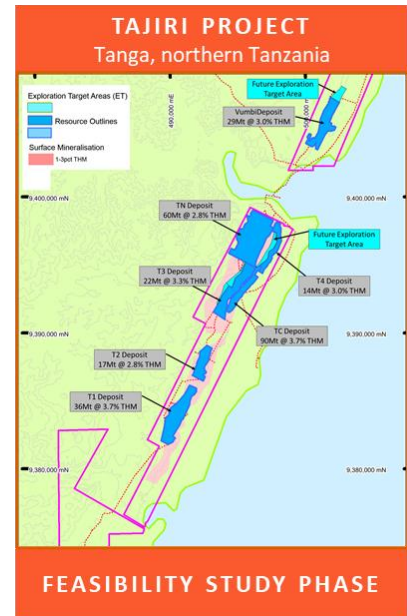 TAJIRI PROJECT
Tanga, northern Tanzania
Exploration Target Areas (ET)
Resource Outlines
Surface Mineralisation
1-3pct THM
490,000 mE
Future Exploration
Target Area
VumbiDeposit
29Mt @ 3.0% THM
9,400,000 mN
9,400,000 mN
TN Deposit
60Mt @ 2.8% THM
Future Exploration
Target Area
T3 Deposit
22Mt @ 3.3% THM
T4 Deposit
14Mt @ 3.0% THM
TC Deposit
90Mt @ 3.7% THM
9,390,000 mN
9,390,000 mN
T2 Deposit
17Mt @ 2.8% THM
T1 Deposit
36Mt @ 3.7% THM
9,380,000 mN
9,380,000 mN
FEASIBILITY STUDY PHASE